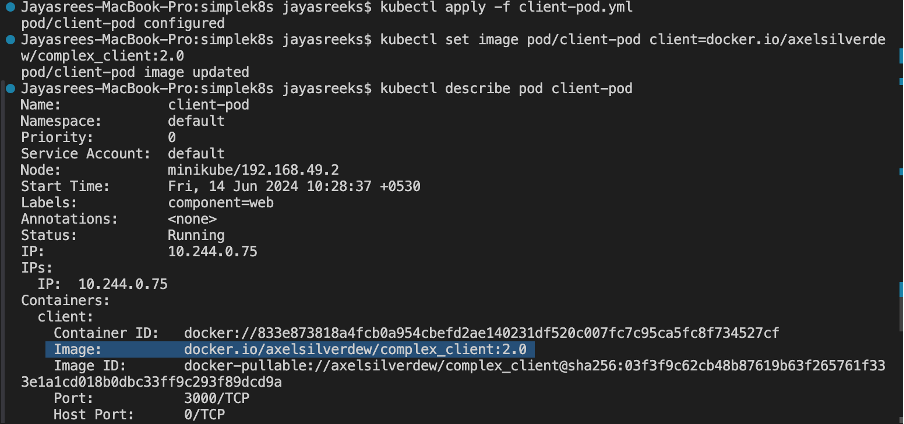 Jayasrees-MacBook-Pro:simplek8s jayasreeks$ kubectl apply -f client-pod.yml
pod/client-pod configured
Jayasrees-MacBook-Pro:simplek8s jayasreeks$ kubectl set image pod/client-pod client=docker.io/axelsilverde
w/complex_client:2.0
pod/client-pod image updated
Jayasrees-MacBook-Pro:simplek8s jayasreeks$ kubectl describe pod client-pod
Name:             client-pod
Namespace:        default
Priority:         0
Service Account:  default
Node:             minikube/192.168.49.2
Start Time:       Fri, 14 Jun 2024 10:28:37 +0530
Labels:           component=web
Annotations:      <none>
Status:           Running
IP:               10.244.0.75
IPs:
  IP:  10.244.0.75
Containers:
  client:
    Container ID:   docker://833e873818a4fcb0a954cbefd2ae140231df520c007fc7c95ca5fc8f734527cf
    Image:          docker.io/axelsilverdew/complex_client:2.0
    Image ID:       docker-pullable://axelsilverdew/complex_client@sha256:03f3f9c62cb48b87619b63f265761f33
3e1a1cd018b0dbc33ff9c293f89dcd9a
    Port:           3000/TCP
    Host Port:      0/TCP